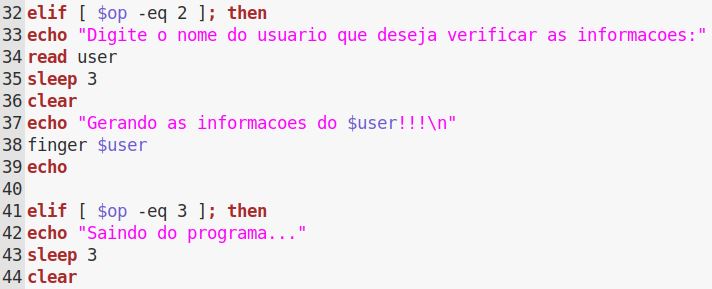 32 elif [ $op -eq 2 ]; then
33 echo "Digite o nome do usuario que deseja verificar as informacoes:"
34 read user
35 sleep 3
36 clear
37 echo "Gerando as informacoes do $user!!!\n"
38 finger $user
39 echo
40
41 elif [ $op -eq 3 ]; then
42 echo "Saindo do programa..."
43 sleep 3
44 clear